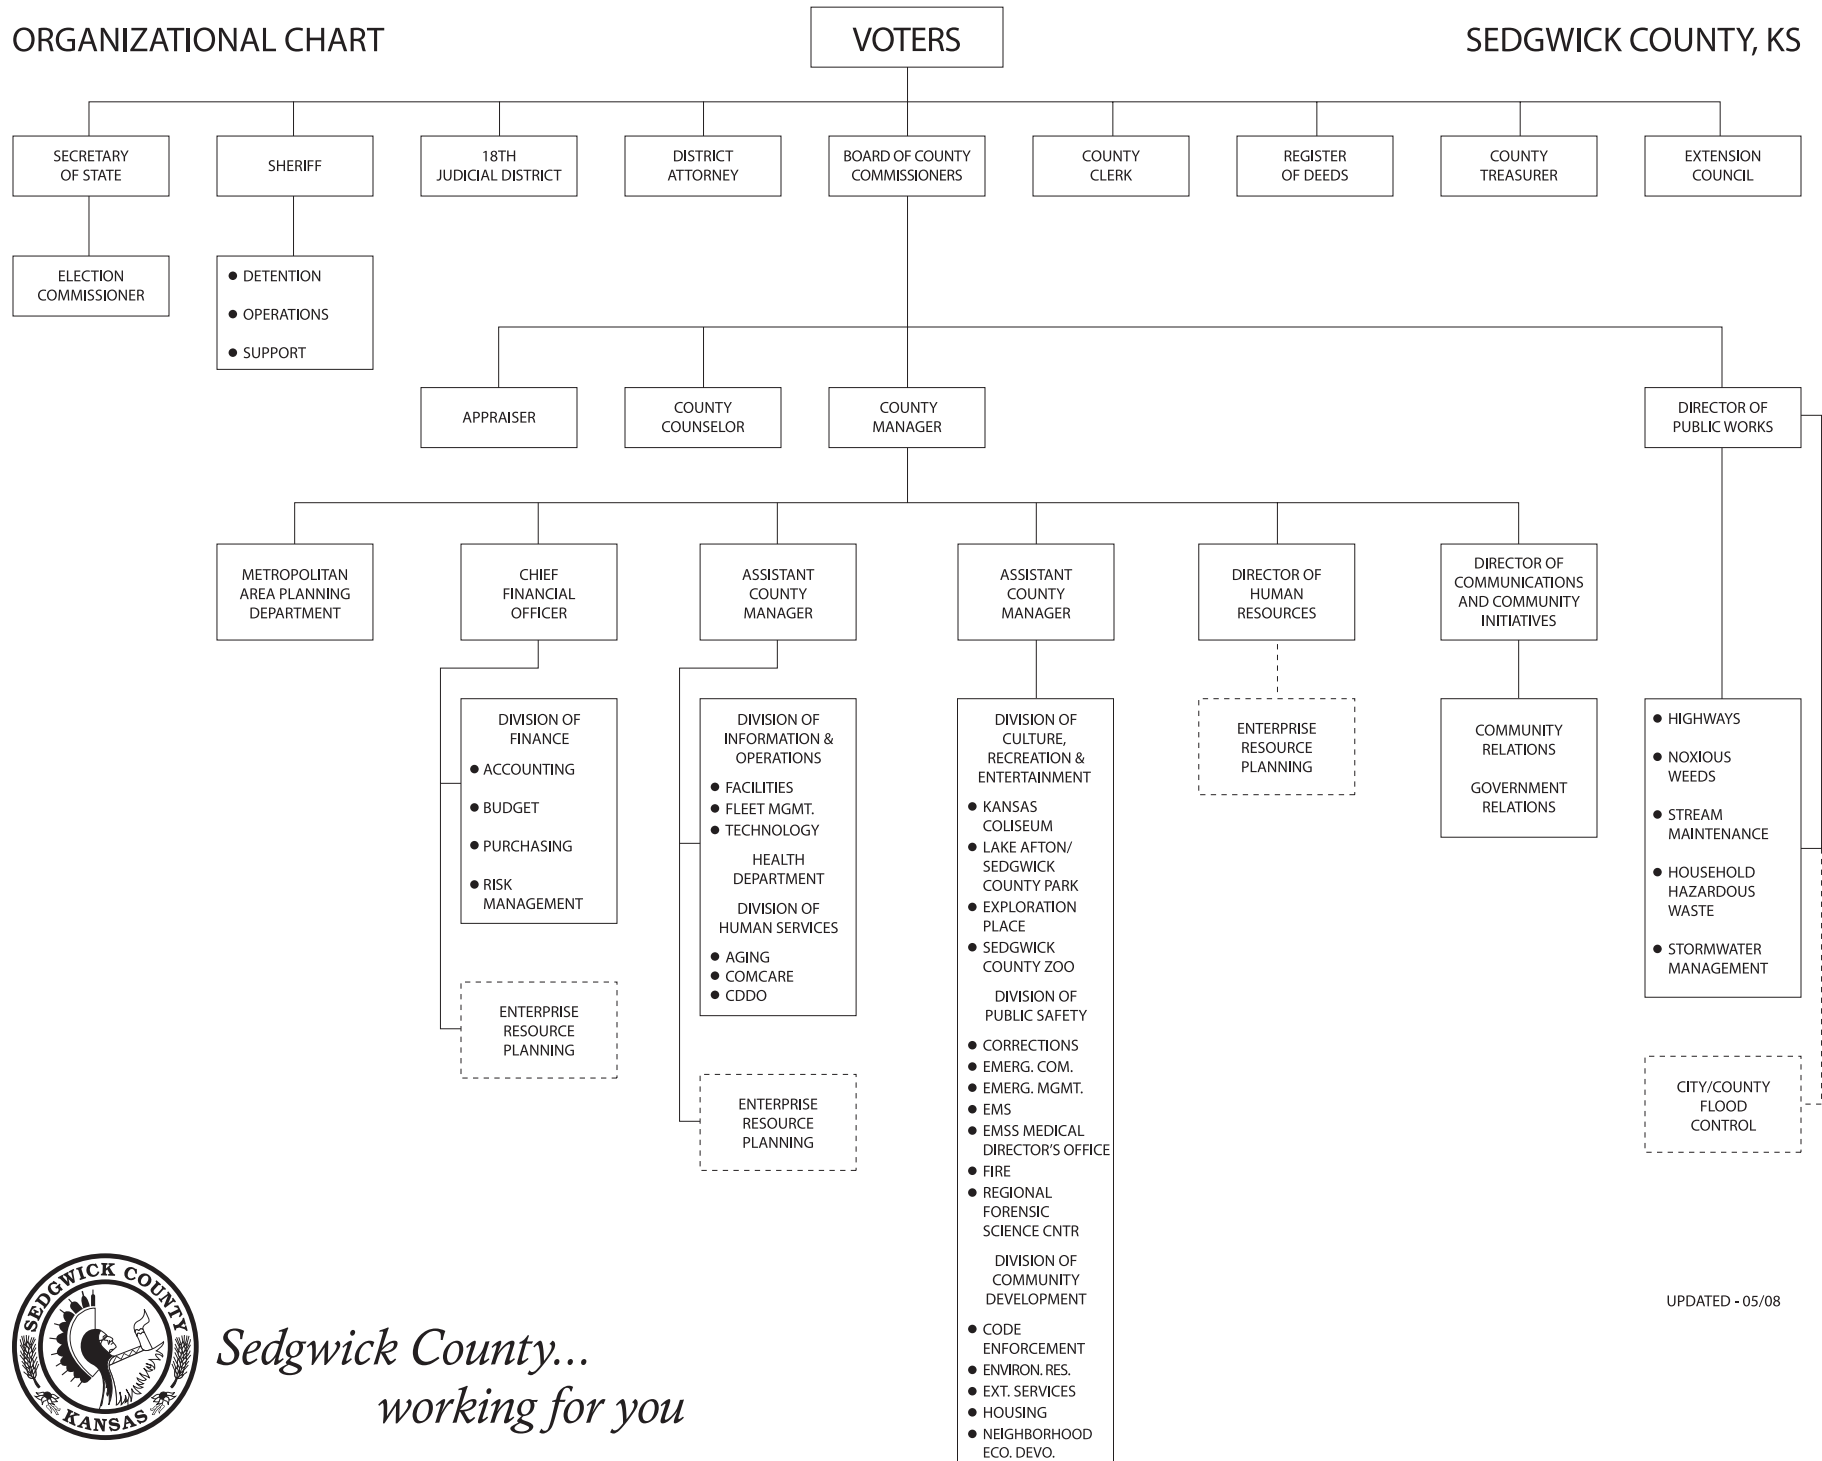 ORGANIZATIONAL CHART
VOTERS
SEDGWICK COUNTY, KS
SECRETARY
OF STATE
SHERIFF
18TH
JUDICIAL DISTRICT
DISTRICT
ATTORNEY
BOARD OF COUNTY
COMMISSIONERS
COUNTY
CLERK
REGISTER
OF DEEDS
COUNTY
TREASURER
EXTENSION
COUNCIL
ELECTION
COMMISSIONER
● DETENTION
● OPERATIONS
● SUPPORT
APPRAISER
COUNTY
COUNSELOR
COUNTY
MANAGER
DIRECTOR OF
PUBLIC WORKS
METROPOLITAN
AREA PLANNING
DEPARTMENT
CHIEF
FINANCIAL
OFFICER
ASSISTANT
COUNTY
MANAGER
ASSISTANT
COUNTY
MANAGER
DIRECTOR OF
HUMAN
RESOURCES
DIRECTOR OF
COMMUNICATIONS
AND COMMUNITY
INITIATIVES
DIVISION OF
FINANCE
● ACCOUNTING
● BUDGET
● PURCHASING
● RISK
MANAGEMENT
ENTERPRISE
RESOURCE
PLANNING
DIVISION OF
INFORMATION &
OPERATIONS
● FACILITIES
● FLEET MGMT.
● TECHNOLOGY
HEALTH
DEPARTMENT
DIVISION OF
HUMAN SERVICES
● AGING
● COMCARE
● CDDO
ENTERPRISE
RESOURCE
PLANNING
DIVISION OF
CULTURE,
RECREATION &
ENTERTAINMENT
● KANSAS
COLISEUM
● LAKE AFTON/
SEDGWICK
COUNTY PARK
● EXPLORATION
PLACE
● SEDGWICK
COUNTY ZOO
DIVISION OF
PUBLIC SAFETY
● CORRECTIONS
● EMERG. COM.
● EMERG. MGMT.
● EMS
● EMSS MEDICAL
DIRECTOR'S OFFICE
● FIRE
● REGIONAL
FORENSIC
SCIENCE CNTR
DIVISION OF
COMMUNITY
DEVELOPMENT
● CODE
ENFORCEMENT
● ENVIRON. RES.
● EXT. SERVICES
● HOUSING
● NEIGHBORHOOD
ECO. DEVO.
ENTERPRISE
RESOURCE
PLANNING
COMMUNITY
RELATIONS
GOVERNMENT
RELATIONS
● HIGHWAYS
● NOXIOUS
WEEDS
● STREAM
MAINTENANCE
● HOUSEHOLD
HAZARDOUS
WASTE
● STORMWATER
MANAGEMENT
CITY/COUNTY
FLOOD
CONTROL
SEDGWICK COUNTY
KANSAS
Sedgwick County...
working for you
UPDATED - 05/08